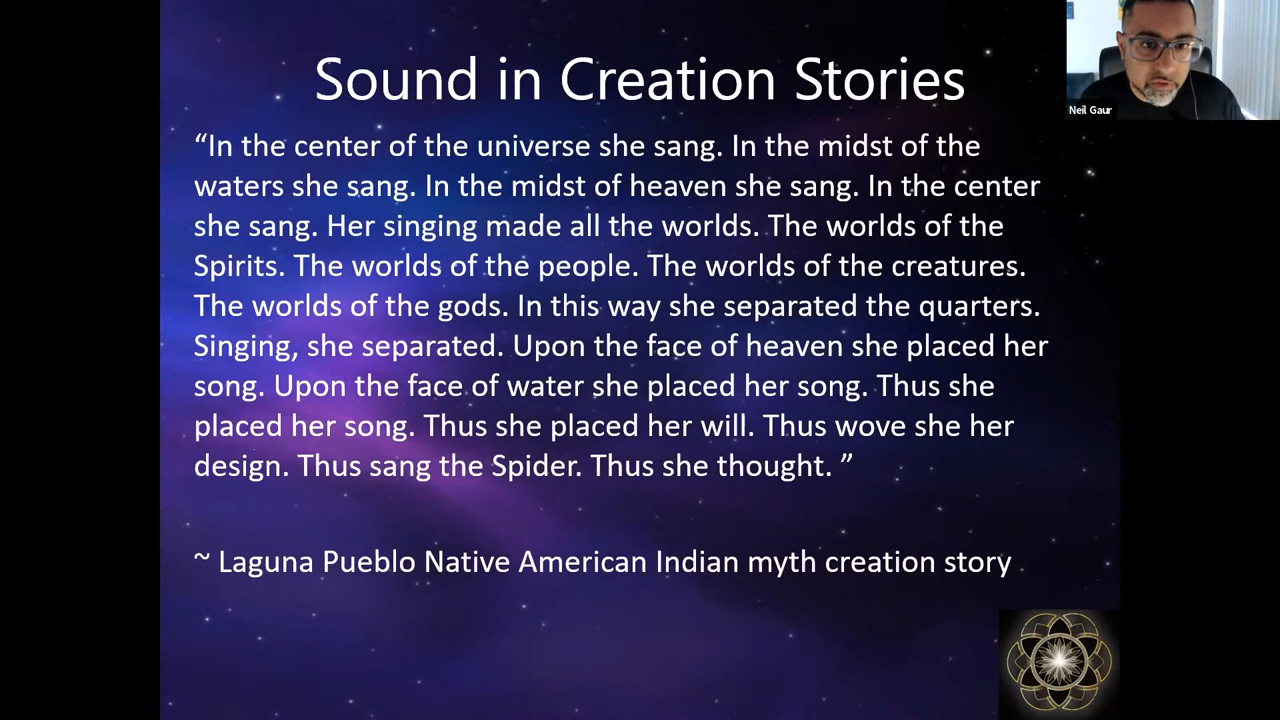 Sound in Creation Stories
“In the center of the universe she sang. In the midst of the
waters she sang. In the midst of heaven she sang. In the center
she sang. Her singing made all the worlds. The worlds of the
Spirits. The worlds of the people. The worlds of the creatures.
The worlds of the gods. In this way she separated the quarters.
Singing, she separated. Upon the face of heaven she placed her
song. Upon the face of water she placed her song. Thus she
placed her song. Thus she placed her will. Thus wove she her
design. Thus sang the Spider. Thus she thought. ”
~ Laguna Pueblo Native American Indian myth creation story
Neil Gaur